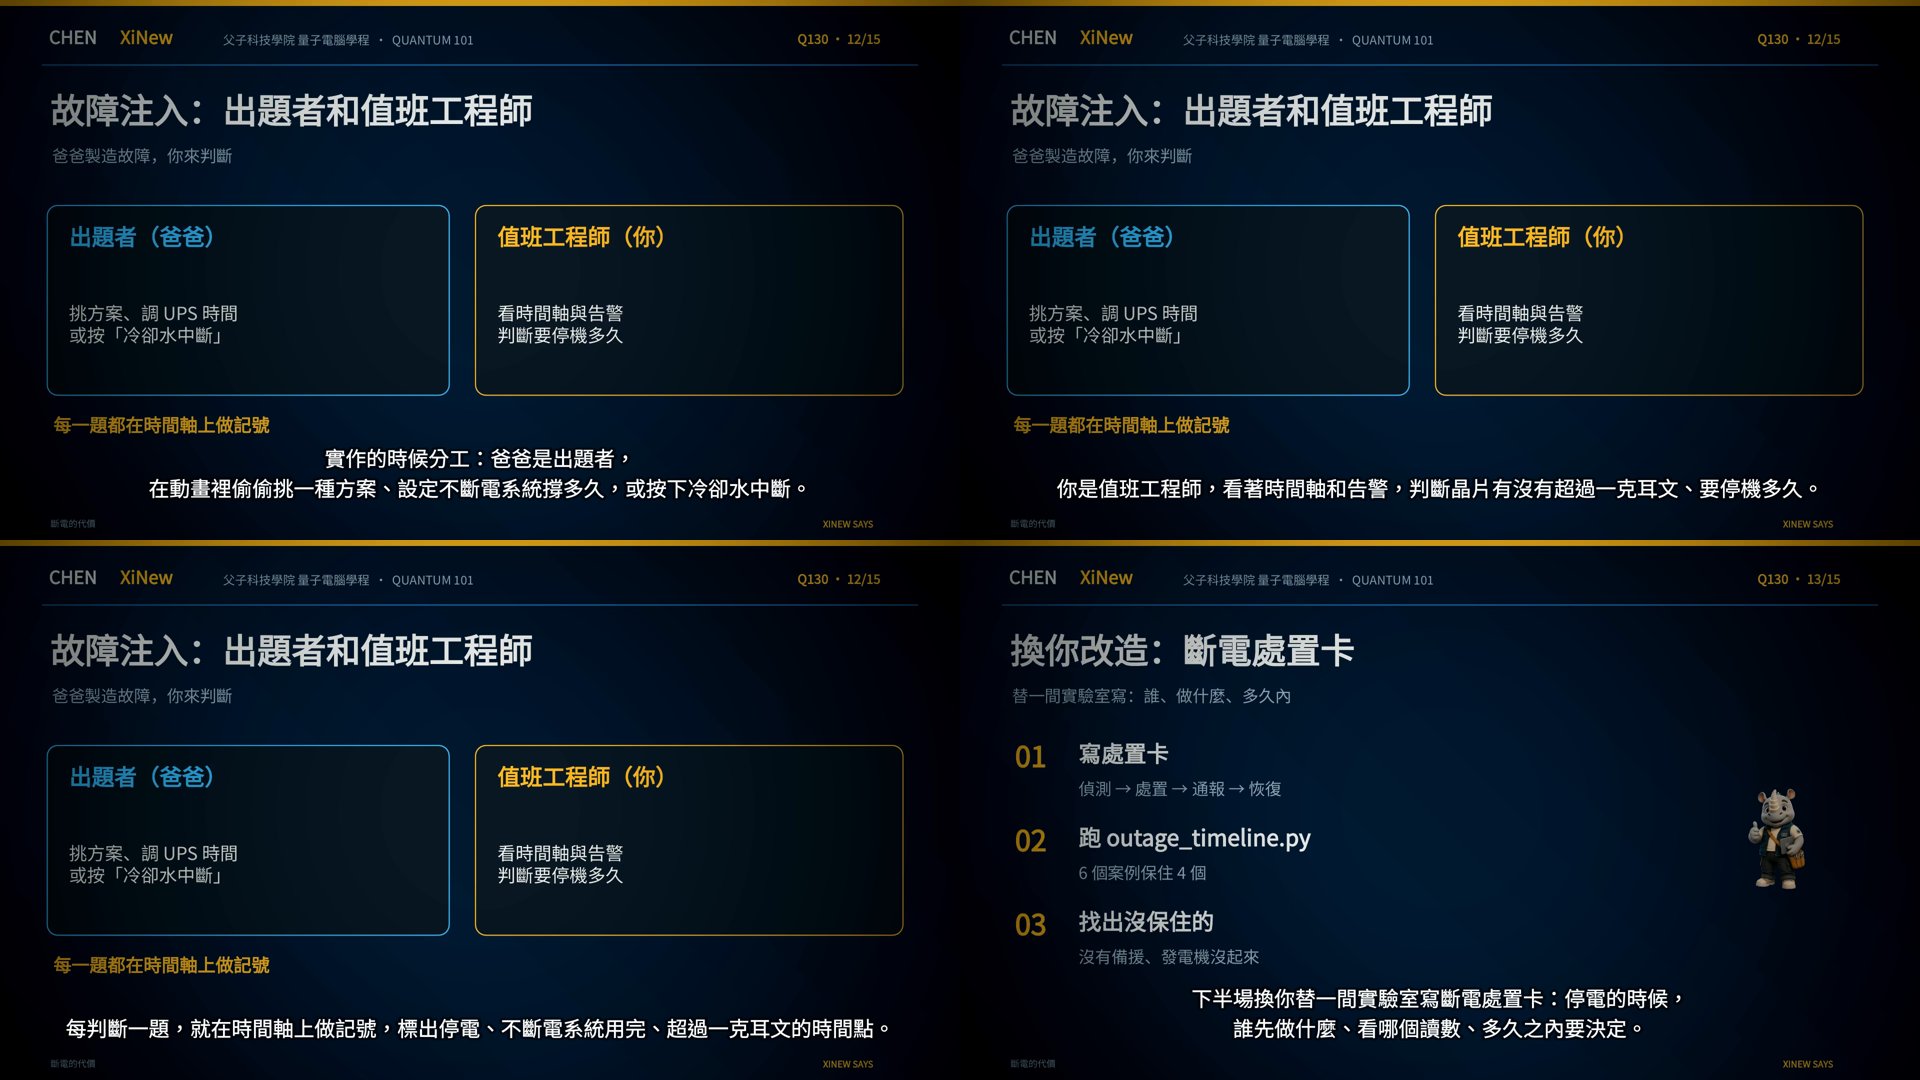 CHEN XiNew 父子科技學院 量子電腦學程 · QUANTUM 101 Q130 · 12/15
故障注入：出題者和值班工程師
爸爸製造故障，你來判斷
出題者（爸爸）
挑方案、調 UPS 時間
或按「冷卻水中斷」
值班工程師（你）
看時間軸與告警
判斷要停機多久
每一題都在時間軸上做記號
實作的時候分工：爸爸是出題者，
在動畫裡偷偷挑一種方案、設定不斷電系統撐多久，或按下冷卻水中斷。
斷電的代價 XINEW SAYS
CHEN XiNew 父子科技學院 量子電腦學程 · QUANTUM 101 Q130 · 12/15
故障注入：出題者和值班工程師
爸爸製造故障，你來判斷
出題者（爸爸）
挑方案、調 UPS 時間
或按「冷卻水中斷」
值班工程師（你）
看時間軸與告警
判斷要停機多久
每一題都在時間軸上做記號
你是值班工程師，看著時間軸和告警，判斷晶片有沒有超過一克耳文、要停機多久。
斷電的代價 XINEW SAYS
CHEN XiNew 父子科技學院 量子電腦學程 · QUANTUM 101 Q130 · 12/15
故障注入：出題者和值班工程師
爸爸製造故障，你來判斷
出題者（爸爸）
挑方案、調 UPS 時間
或按「冷卻水中斷」
值班工程師（你）
看時間軸與告警
判斷要停機多久
每一題都在時間軸上做記號
每判斷一題，就在時間軸上做記號，標出停電、不斷電系統用完、超過一克耳文的時間點。
斷電的代價 XINEW SAYS
CHEN XiNew 父子科技學院 量子電腦學程 · QUANTUM 101 Q130 · 13/15
換你改造：斷電處置卡
替一間實驗室寫：誰、做什麼、多久內
01 寫處置卡
偵測 → 處置 → 通報 → 恢復
02 跑 outage_timeline.py
6 個案例保住 4 個
03 找出沒保住的
沒有備援、發電機沒起來
下半場換你替一間實驗室寫斷電處置卡：停電的時候，
誰先做什麼、看哪個讀數、多久之內要決定。
斷電的代價 XINEW SAYS